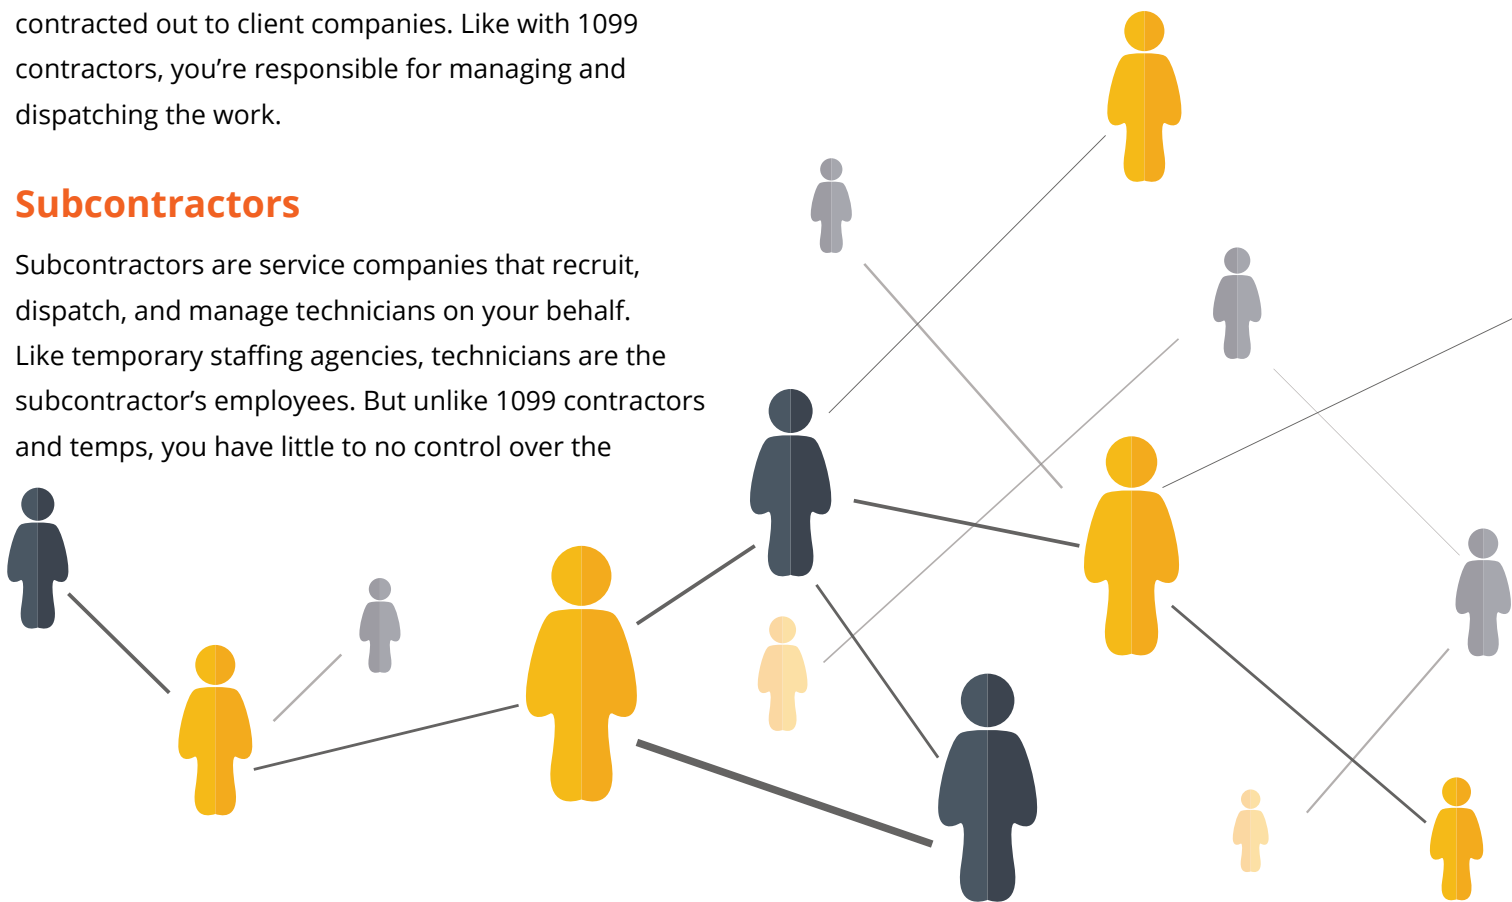 contracted out to client companies. Like with 1099
contractors, you’re responsible for managing and
dispatching the work.
Subcontractors
Subcontractors are service companies that recruit,
dispatch, and manage technicians on your behalf.
Like temporary staffing agencies, technicians are the
subcontractor’s employees. But unlike 1099 contractors
and temps, you have little to no control over the